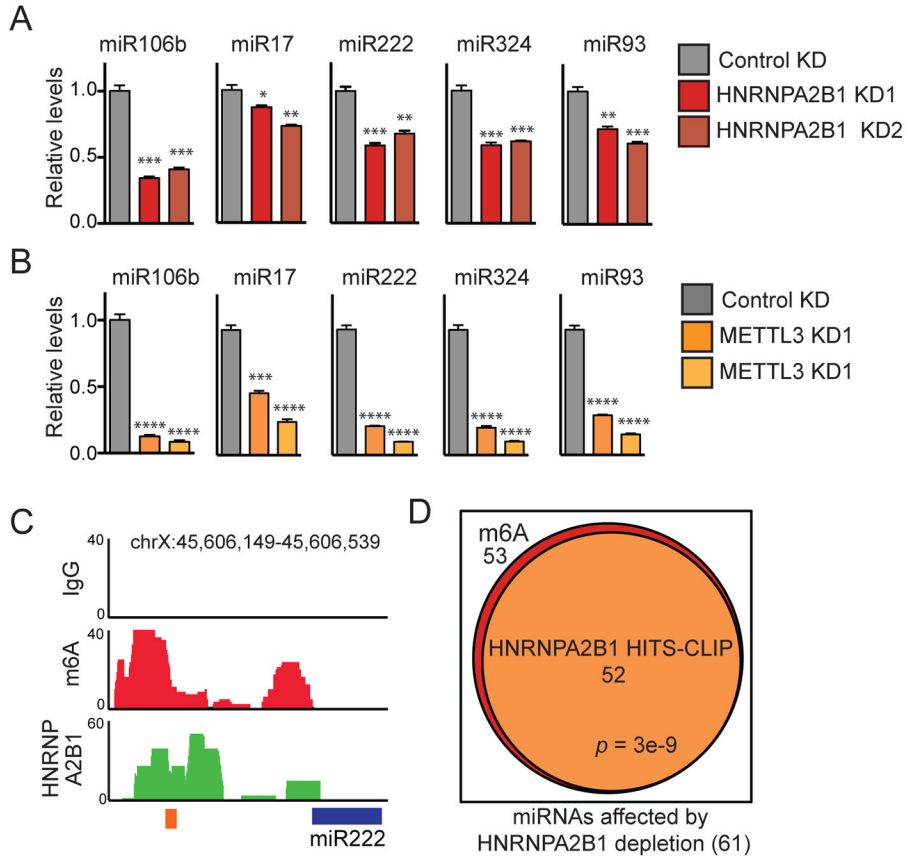 A
miR106b miR17 miR222 miR324 miR93
Relative levels
1.0
0.5
0.0
*** ***
* **
*** **
*** ***
** ***
Control KD
HNRNPA2B1 KD1
HNRNPA2B1 KD2
B
miR106b miR17 miR222 miR324 miR93
Relative levels
1.0
0.5
0.0
**** ****
*** ****
**** ****
**** ****
**** ****
Control KD
METTL3 KD1
METTL3 KD1
C
chrX:45,606,149-45,606,539
40
IgG
0
40
m6A
0
60
HNRNP
A2B1
0
miR222
D
m6A
53
HNRNPA2B1 HITS-CLIP
52
p = 3e-9
miRNAs affected by
HNRNPA2B1 depletion (61)